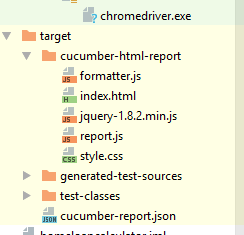 chromedriver.exe
target
cucumber-html-report
formatter.js
index.html
jquery-1.8.2.min.js
report.js
style.css
generated-test-sources
test-classes
cucumber-report.json